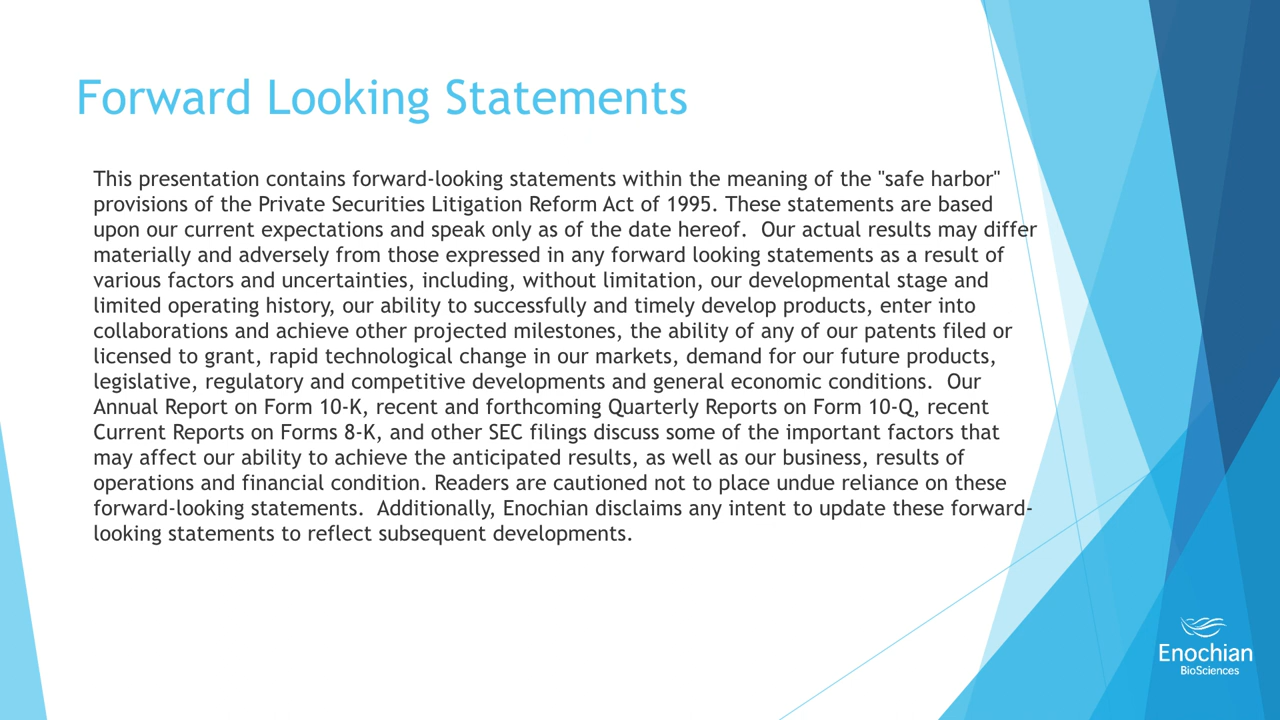 Forward Looking Statements
This presentation contains forward-looking statements within the meaning of the "safe harbor"
provisions of the Private Securities Litigation Reform Act of 1995. These statements are based
upon our current expectations and speak only as of the date hereof.  Our actual results may differ
materially and adversely from those expressed in any forward looking statements as a result of
various factors and uncertainties, including, without limitation, our developmental stage and
limited operating history, our ability to successfully and timely develop products, enter into
collaborations and achieve other projected milestones, the ability of any of our patents filed or
licensed to grant, rapid technological change in our markets, demand for our future products,
legislative, regulatory and competitive developments and general economic conditions.  Our
Annual Report on Form 10-K, recent and forthcoming Quarterly Reports on Form 10-Q, recent
Current Reports on Forms 8-K, and other SEC filings discuss some of the important factors that
may affect our ability to achieve the anticipated results, as well as our business, results of
operations and financial condition. Readers are cautioned not to place undue reliance on these
forward-looking statements.  Additionally, Enochian disclaims any intent to update these forward-
looking statements to reflect subsequent developments.
Enochian
BioSciences